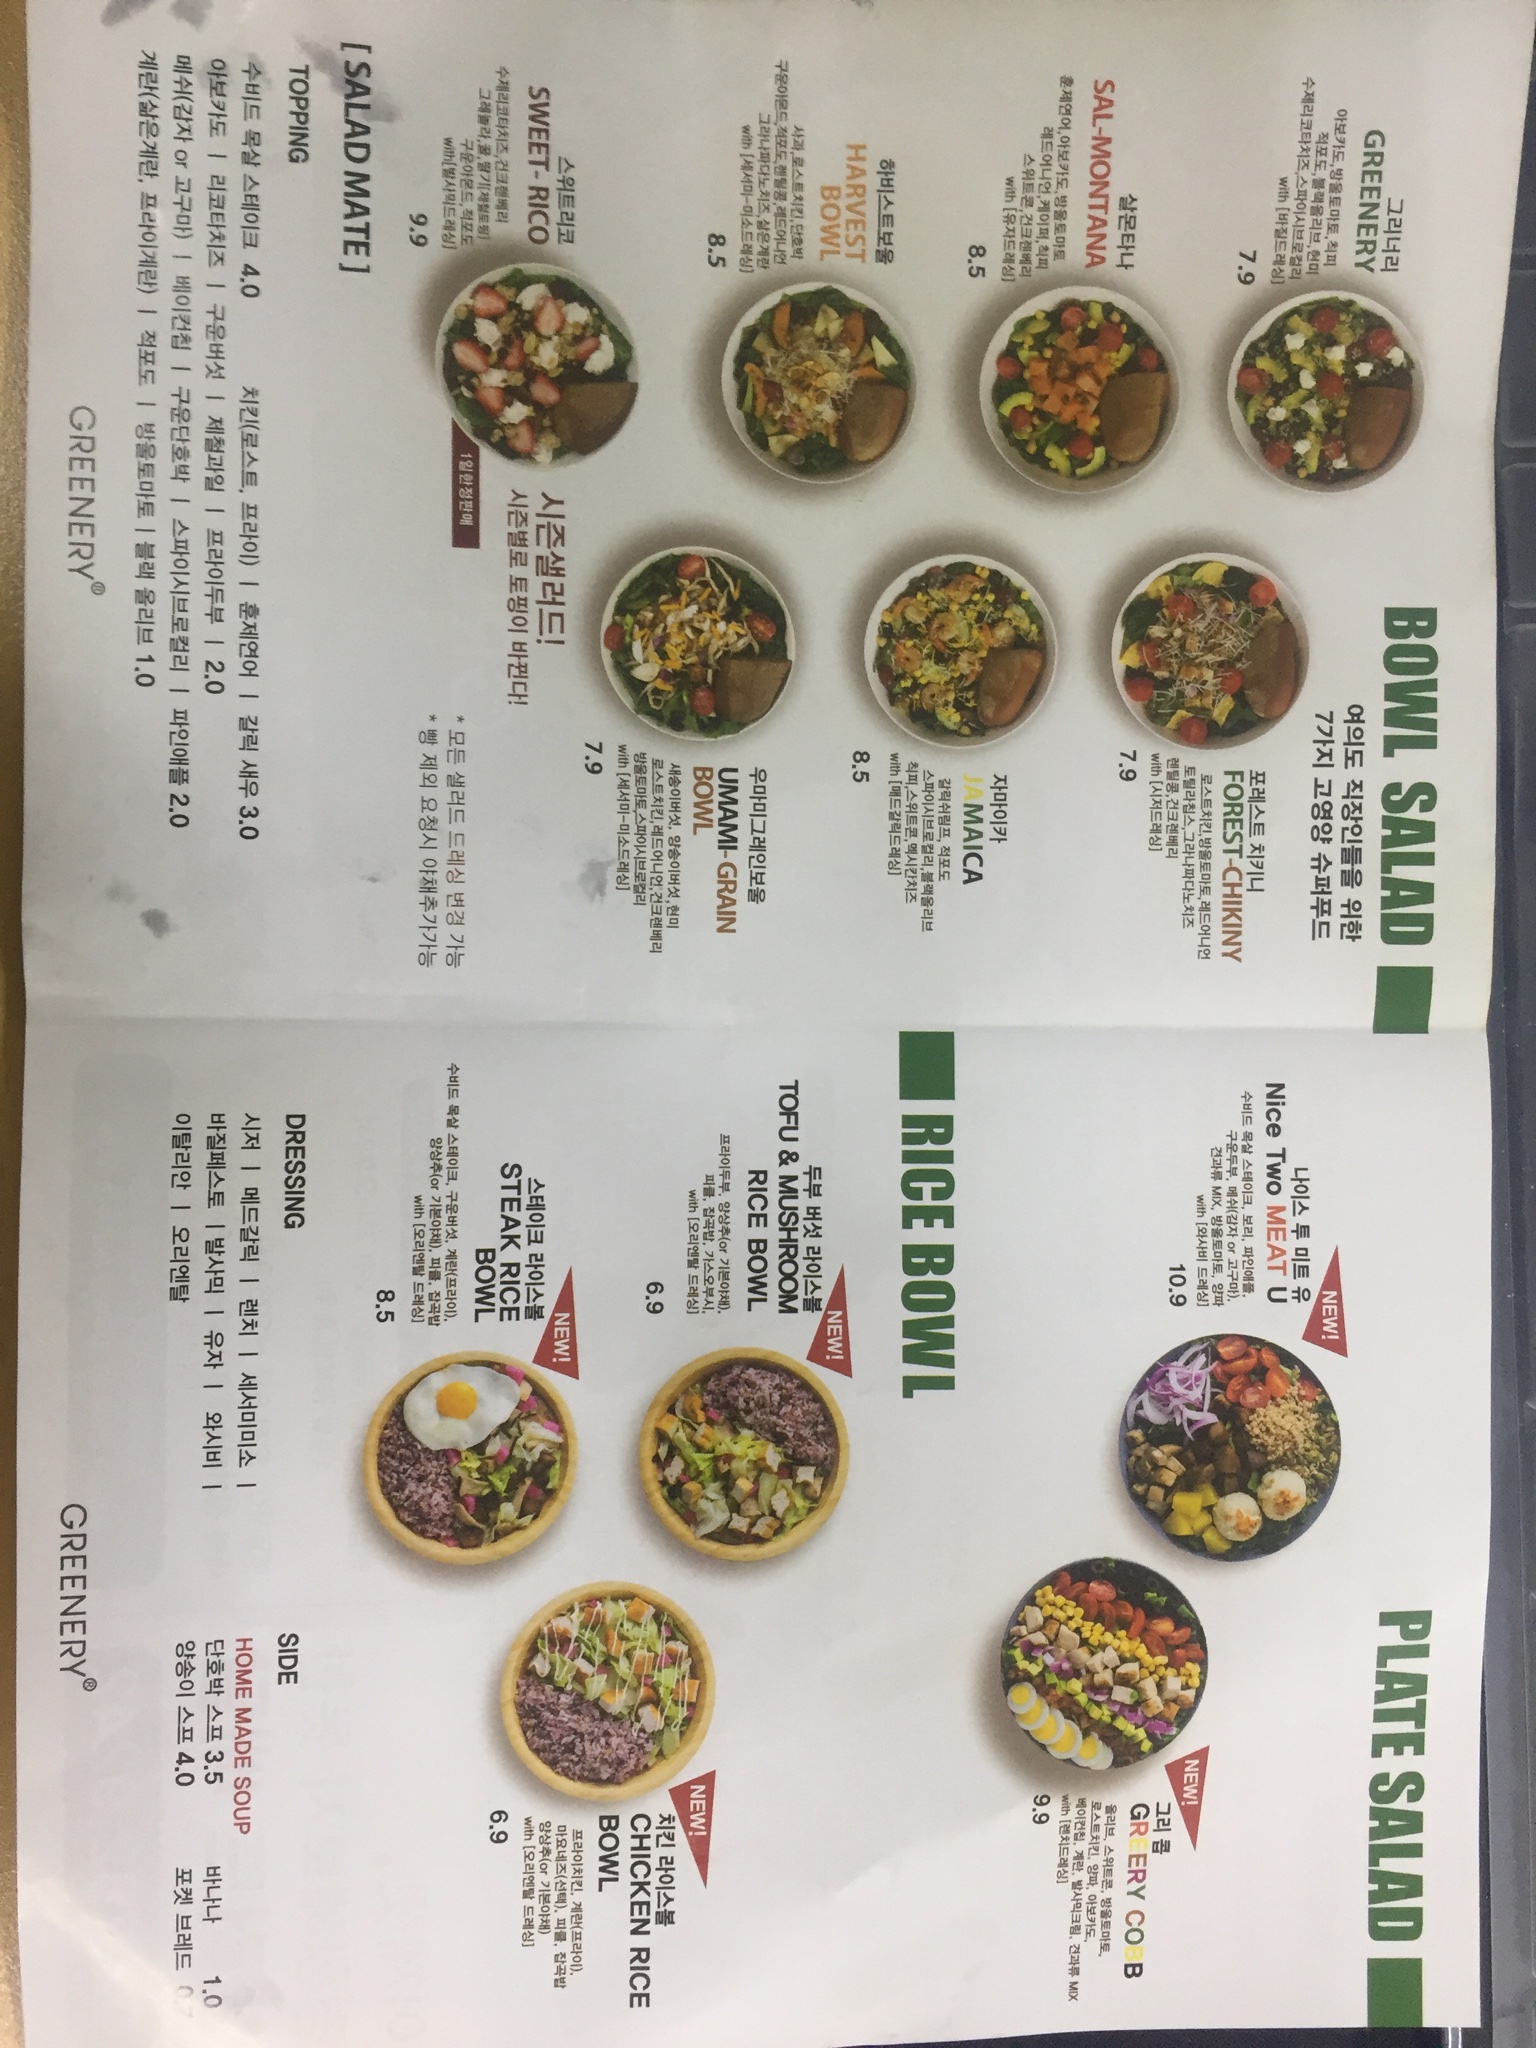 BOWL SALAD
여의도 직장인들을 위한
7가지 고영양 슈퍼푸드
그리너리
GREENERY
아보카도,방울토마토, 칙피
적포도,블랙올리브,현미
수제리코타치즈,스파이시브로컬리
with [바질드레싱]
7.9
포레스트 치키니
FOREST-CHIKINY
로스트치킨,방울토마토,레드어니언
토틸라칩스,그라나파다노치즈
렌틸콩,건크렌베리
with [시저드레싱]
7.9
살몬타나
SAL-MONTANA
훈제연어,아보카도,방울토마토
레드어니언,케이퍼,칙피
스위트콘,건크렌베리
with [유자드레싱]
8.5
자마이카
JAMAICA
갈릭쉬림프, 적포도
스파이시브로컬리,블랙올리브
칙피,스위트콘,멕시칸치즈
with [매드갈릭드레싱]
8.5
하비스트보울
HARVEST
BOWL
사과,로스트치킨,단호박
구운아몬드,적포도,렌틸콩,레드어니언
그라나파다노치즈,삶은계란
with [세서미-미소드레싱]
8.5
우마미그레인보울
UMAMI-GRAIN
BOWL
새송이버섯, 양송이버섯,현미
로스트치킨,레드어니언,건크렌베리
방울토마토,스파이시브로컬리
with [세서미-미소드레싱]
7.9
스위트리코
SWEET- RICO
수제리코타치즈,건크렌베리
그래놀라,꿀,딸기(제철토핑)
구운아몬드,적포도
with[발사믹드레싱]
9.9
1일한정판매
시즌샐러드!
시즌별로 토핑이 바뀐다!
* 모든 샐러드 드레싱 변경 가능
* 빵 제외 요청시 야채추가가능
[ SALAD MATE ]
TOPPING
수비드 목살 스테이크 4.0
치킨(로스트, 프라이) | 훈제연어 | 갈릭 새우 3.0
아보카도 | 리코타치즈 | 구운버섯 | 제철과일 | 프라이두부 | 2.0
메쉬(감자 or 고구마) | 베이컨칩 | 구운단호박 | 스파이시브로컬리 | 파인애플 2.0
계란(삶은계란, 프라이계란) | 적포도 | 방울토마토 | 블랙 올리브 1.0
GREENERY®
PLATE SALAD
NEW!
나이스 투 미트 유
Nice Two MEAT U
수비드 목살 스테이크, 보리, 파인애플,
구운두부, 메쉬(감자 or 고구마),
견과류 MIX, 방울토마토, 양파
with [와사비 드레싱]
10.9
NEW!
그리 콥
GREERY COBB
올리브, 스위트콘, 방울토마토,
로스트치킨, 양파, 아보카도,
베이컨칩, 계란, 발사믹크림, 견과류 MIX
with [렌치드레싱]
9.9
RICE BOWL
NEW!
두부 버섯 라이스볼
TOFU & MUSHROOM
RICE BOWL
프라이두부, 양상추(or 기본야채),
피클, 잡곡밥, 가스오부시,
with [오리엔탈 드레싱]
6.9
NEW!
스테이크 라이스볼
STEAK RICE
BOWL
수비드 목살 스테이크, 구운버섯, 계란(프라이),
양상추(or 기본야채), 피클, 잡곡밥
with [오리엔탈 드레싱]
8.5
NEW!
치킨 라이스볼
CHICKEN RICE
BOWL
프라이치킨, 계란(프라이),
마요네즈(선택), 피클, 잡곡밥
양상추(or 기본야채)
with [오리엔탈 드레싱]
6.9
DRESSING
시저 | 메드갈릭 | 렌치 | 세서미미소 |
바질페스토 | 발사믹 | 유자 | 와시비 |
이탈리안 | 오리엔탈
SIDE
HOME MADE SOUP
단호박 스프 3.5
양송이 스프 4.0
바나나 1.0
포켓 브레드 0.7
GREENERY®